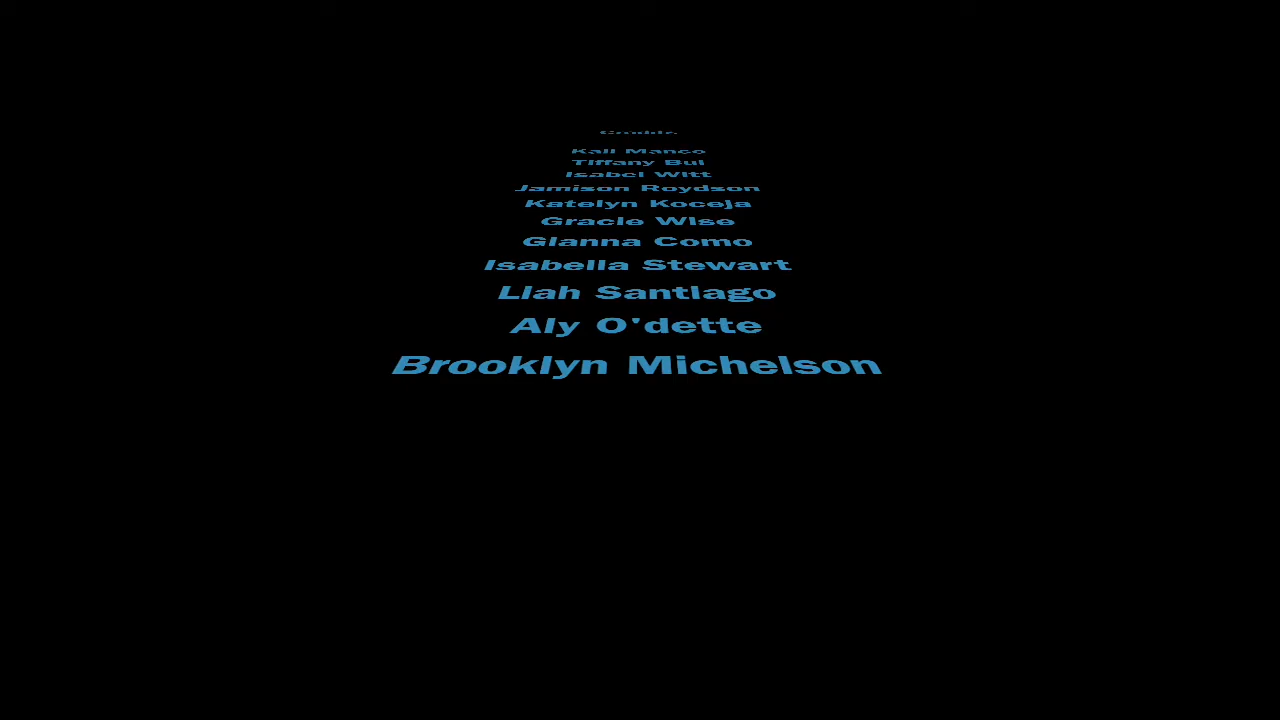 Credits:
Kali Manco
Tiffany Bui
Isabel Witt
Jamison Roydson
Katelyn Koceja
Gracie Wise
Gianna Como
Isabella Stewart
Liah Santiago
Aly O'dette
Brooklyn Michelson